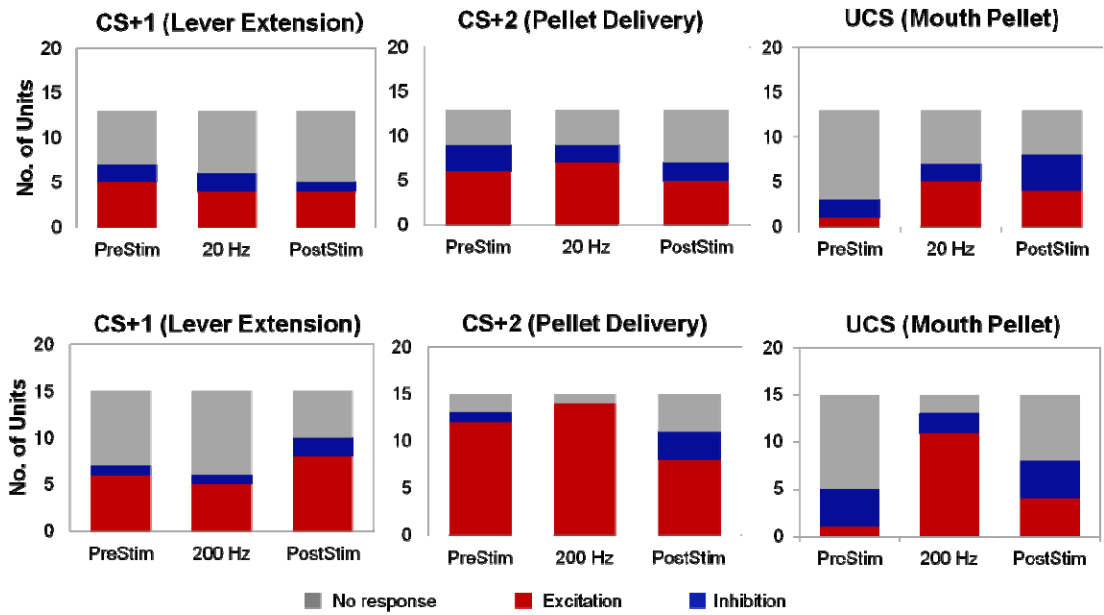 CS+1 (Lever Extension)
20
15
10
5
0
No. of Units
PreStim 20 Hz PostStim
CS+2 (Pellet Delivery)
20
15
10
5
0
PreStim 20 Hz PostStim
UCS (Mouth Pellet)
20
15
10
5
0
PreStim 20 Hz PostStim
CS+1 (Lever Extension)
20
15
10
5
0
No. of Units
PreStim 200 Hz PostStim
CS+2 (Pellet Delivery)
20
15
10
5
0
PreStim 200 Hz PostStim
UCS (Mouth Pellet)
20
15
10
5
0
PreStim 200 Hz PostStim
No response Excitation Inhibition